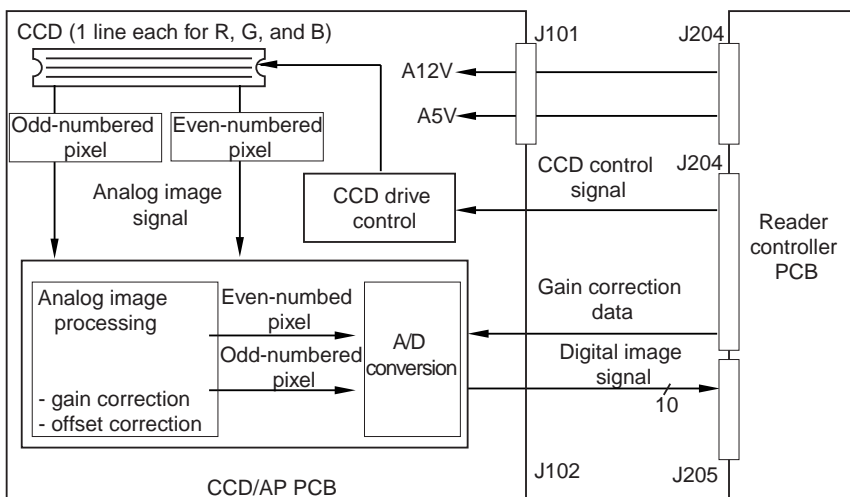 CCD (1 line each for R, G, and B)
J101
J204
A12V
A5V
Odd-numbered
pixel
Even-numbered
pixel
Analog image
signal
CCD drive
control
CCD control
signal
J204
Reader
controller
PCB
Analog image
processing
- gain correction
- offset correction
Even-numbed
pixel
Odd-numbered
pixel
A/D
conversion
Gain correction
data
Digital image
signal
10
J102
J205
CCD/AP PCB